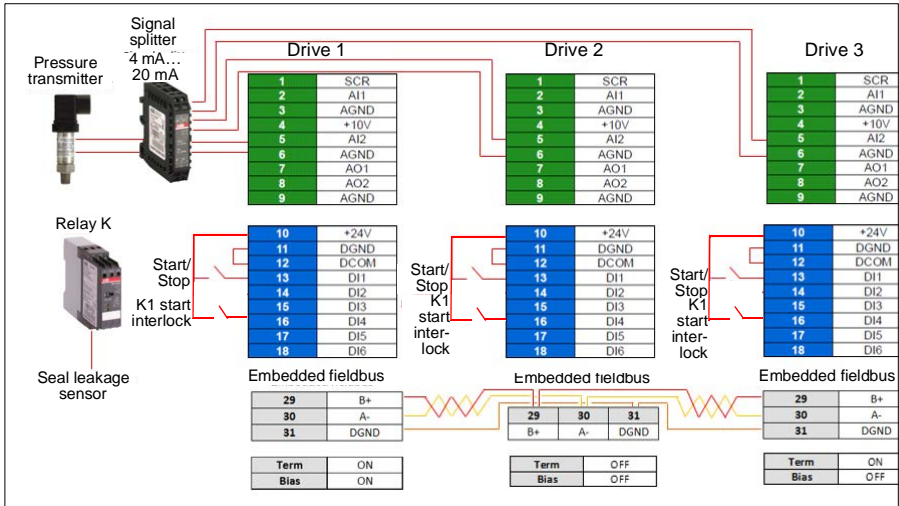 Signal
splitter
4 mA…
20 mA
Pressure
transmitter
Drive 1
1 SCR
2 AI1
3 AGND
4 +10V
5 AI2
6 AGND
7 AO1
8 AO2
9 AGND
Drive 2
1 SCR
2 AI1
3 AGND
4 +10V
5 AI2
6 AGND
7 AO1
8 AO2
9 AGND
Drive 3
1 SCR
2 AI1
3 AGND
4 +10V
5 AI2
6 AGND
7 AO1
8 AO2
9 AGND
Relay K
Seal leakage
sensor
Start/
Stop
K1 start
interlock
10 +24V
11 DGND
12 DCOM
13 DI1
14 DI2
15 DI3
16 DI4
17 DI5
18 DI6
Start/
Stop
K1
start
inter-
lock
10 +24V
11 DGND
12 DCOM
13 DI1
14 DI2
15 DI3
16 DI4
17 DI5
18 DI6
Start/
Stop
K1
start
inter-
lock
10 +24V
11 DGND
12 DCOM
13 DI1
14 DI2
15 DI3
16 DI4
17 DI5
18 DI6
Embedded fieldbus
29 B+
30 A-
31 DGND
Term ON
Bias ON
Embedded fieldbus
29 30 31
B+ A- DGND
Term OFF
Bias OFF
Embedded fieldbus
29 B+
30 A-
31 DGND
Term ON
Bias ON